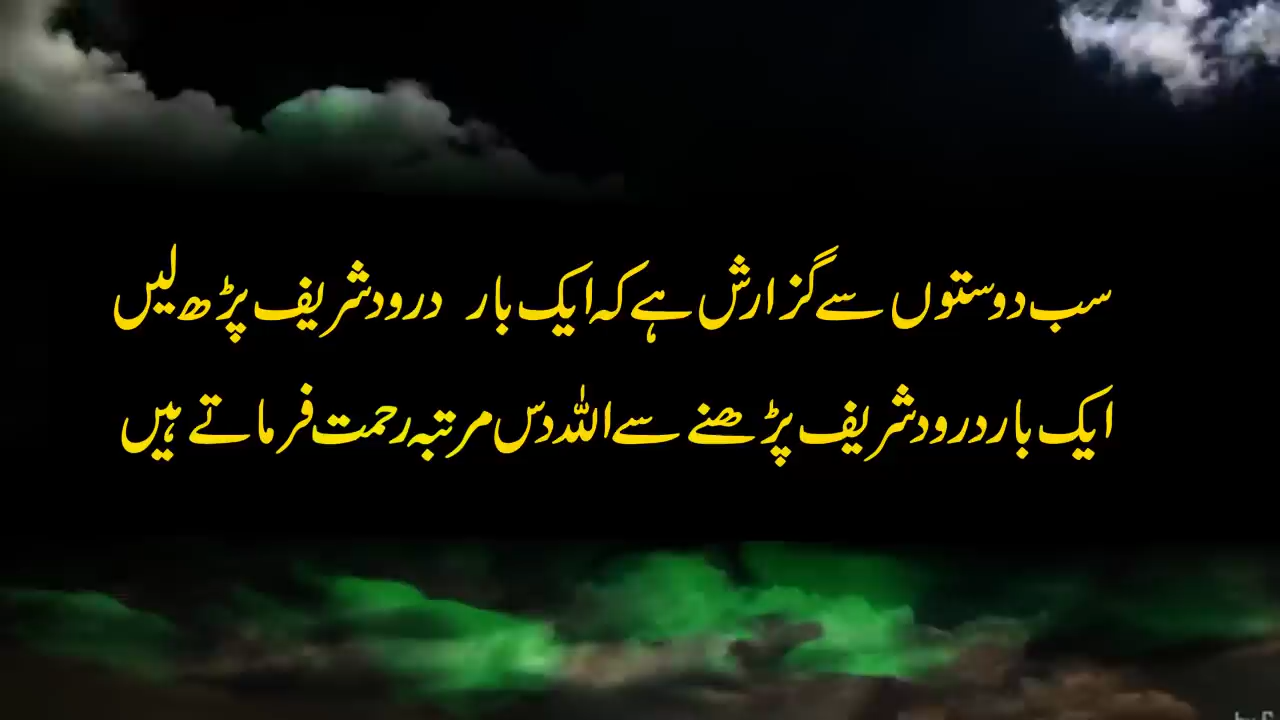 سب دوستوں سے گزارش ہے کہ ایک بار درود شریف پڑھ لیں
ایک بار درود شریف پڑھنے سے اللہ دس مرتبہ رحمت فرماتے ہیں